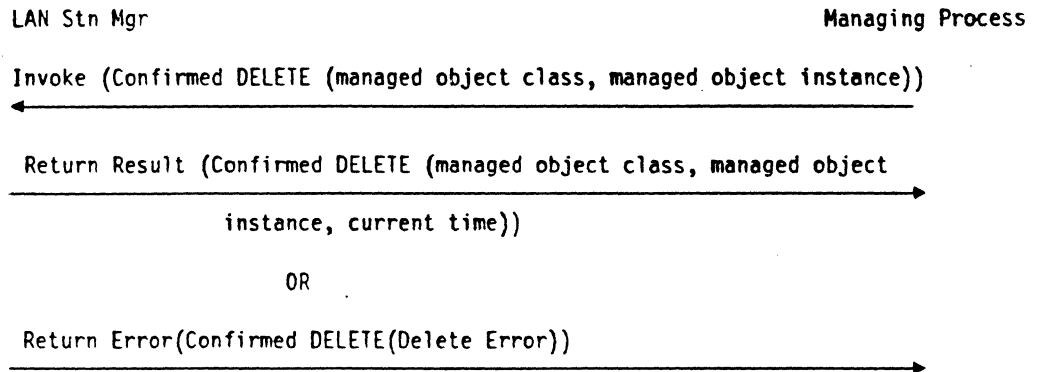 LAN Stn Mgr Managing Process
Invoke (Confirmed DELETE (managed object class, managed object instance))
Return Result (Confirmed DELETE (managed object class, managed object
instance, current time))
OR
Return Error(Confirmed DELETE(Delete Error))